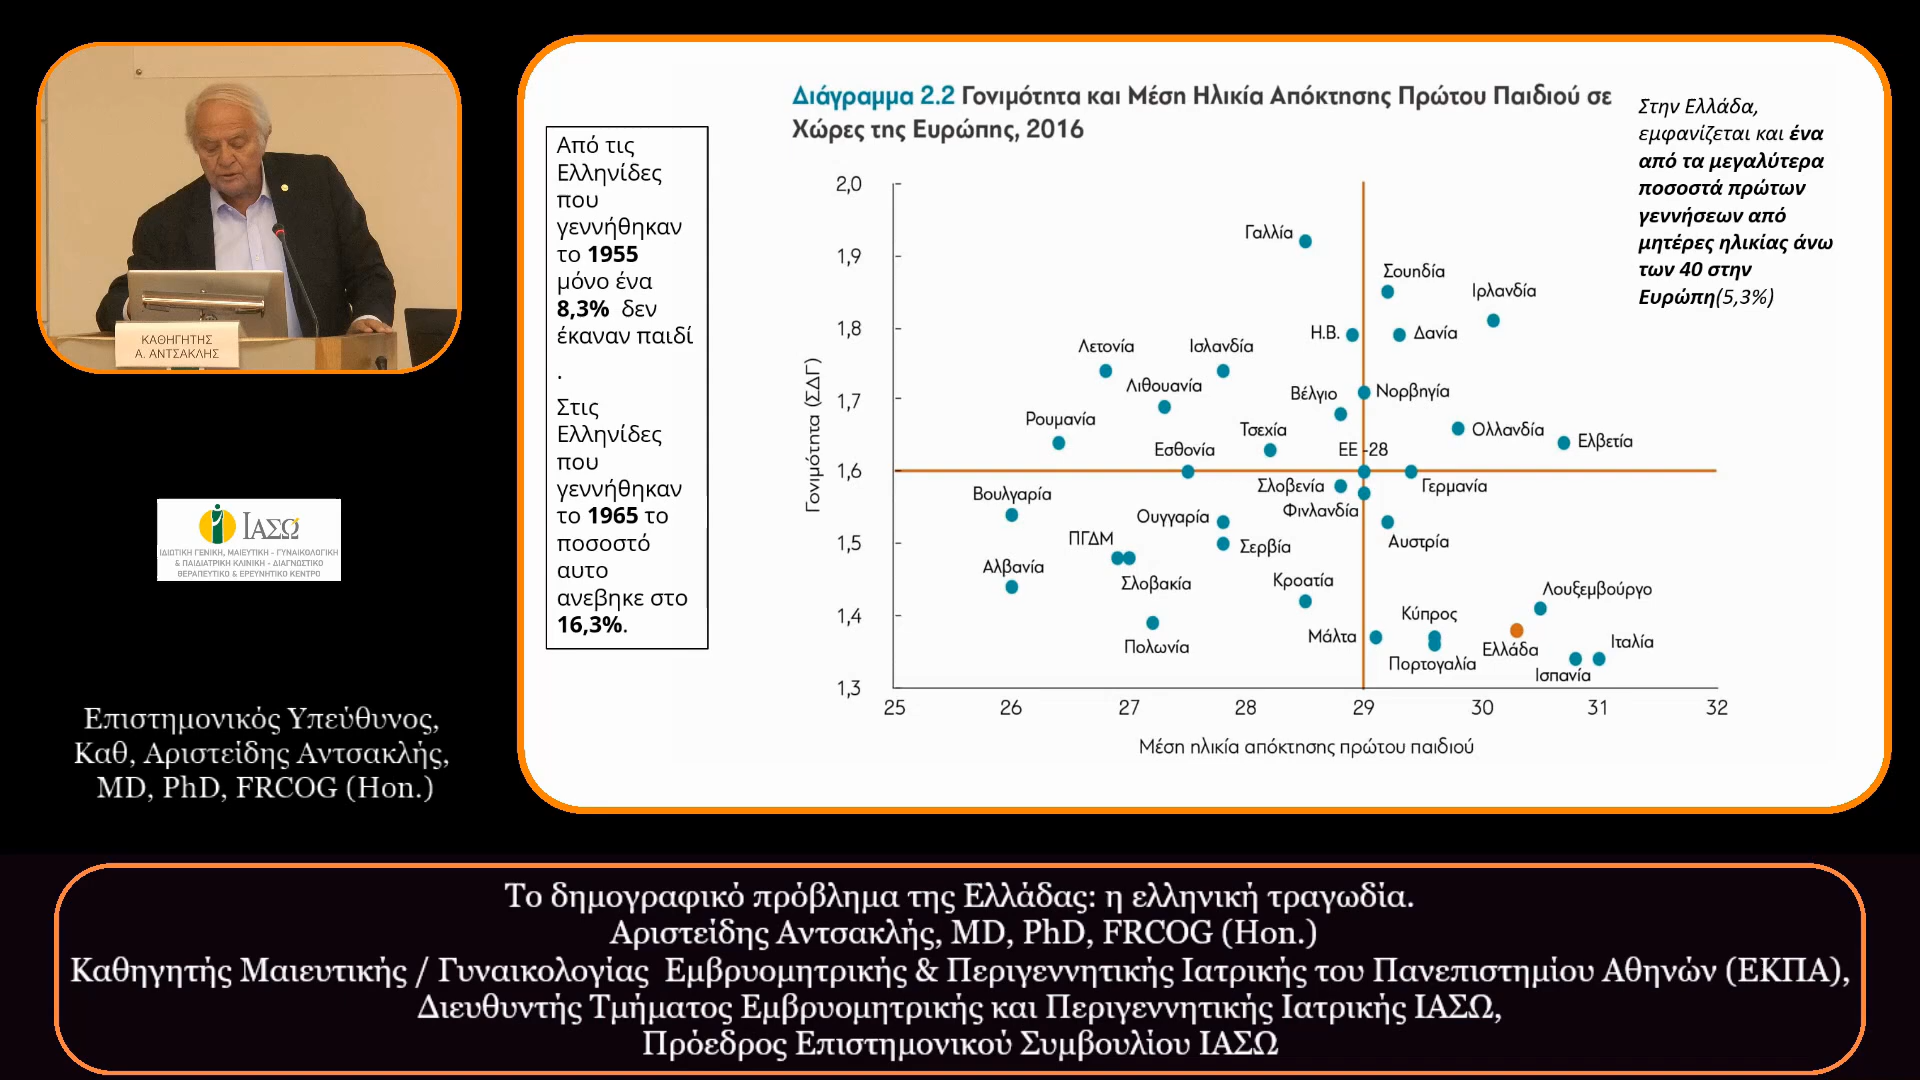 ΚΑΘΗΓΗΤΗΣ
Α. ΑΝΤΣΑΚΛΗΣ
ΙΑΣΩ
ΙΔΙΩΤΙΚΗ ΓΕΝΙΚΗ, ΜΑΙΕΥΤΙΚΗ - ΓΥΝΑΙΚΟΛΟΓΙΚΗ
& ΠΑΙΔΙΑΤΡΙΚΗ ΚΛΙΝΙΚΗ - ΔΙΑΓΝΩΣΤΙΚΟ
ΘΕΡΑΠΕΥΤΙΚΟ & ΕΡΕΥΝΗΤΙΚΟ ΚΕΝΤΡΟ
Επιστημονικός Υπεύθυνος,
Καθ, Αριστείδης Αντσακλής,
MD, PhD, FRCOG (Hon.)
Από τις
Ελληνίδες
που
γεννήθηκαν
το 1955
μόνο ένα
8,3% δεν
έκαναν παιδί
.
Στις
Ελληνίδες
που
γεννήθηκαν
το 1965 το
ποσοστό
αυτο
ανεβηκε στο
16,3%.
Διάγραμμα 2.2 Γονιμότητα και Μέση Ηλικία Απόκτησης Πρώτου Παιδιού σε
Χώρες της Ευρώπης, 2016
Στην Ελλάδα,
εμφανίζεται και ένα
από τα μεγαλύτερα
ποσοστά πρώτων
γεννήσεων από
μητέρες ηλικίας άνω
των 40 στην
Ευρώπη(5,3%)
Γονιμότητα (ΣΔΓ)
2,0
1,9
1,8
1,7
1,6
1,5
1,4
1,3
Γαλλία
Σουηδία
Ιρλανδία
Η.Β.
Δανία
Λετονία
Ισλανδία
Λιθουανία
Βέλγιο
Νορβηγία
Ρουμανία
Τσεχία
Ολλανδία
Ελβετία
Εσθονία
ΕΕ -28
Σλοβενία
Γερμανία
Βουλγαρία
Φινλανδία
Ουγγαρία
ΠΓΔΜ
Σερβία
Αυστρία
Αλβανία
Σλοβακία
Κροατία
Λουξεμβούργο
Κύπρος
Πολωνία
Μάλτα
Ελλάδα
Ιταλία
Πορτογαλία
Ισπανία
25 26 27 28 29 30 31 32
Μέση ηλικία απόκτησης πρώτου παιδιού
Το δημογραφικό πρόβλημα της Ελλάδας: η ελληνική τραγωδία.
Αριστείδης Αντσακλής, MD, PhD, FRCOG (Hon.)
Καθηγητής Μαιευτικής / Γυναικολογίας Εμβρυομητρικής & Περιγεννητικής Ιατρικής του Πανεπιστημίου Αθηνών (ΕΚΠΑ),
Διευθυντής Τμήματος Εμβρυομητρικής και Περιγεννητικής Ιατρικής ΙΑΣΩ,
Πρόεδρος Επιστημονικού Συμβουλίου ΙΑΣΩ